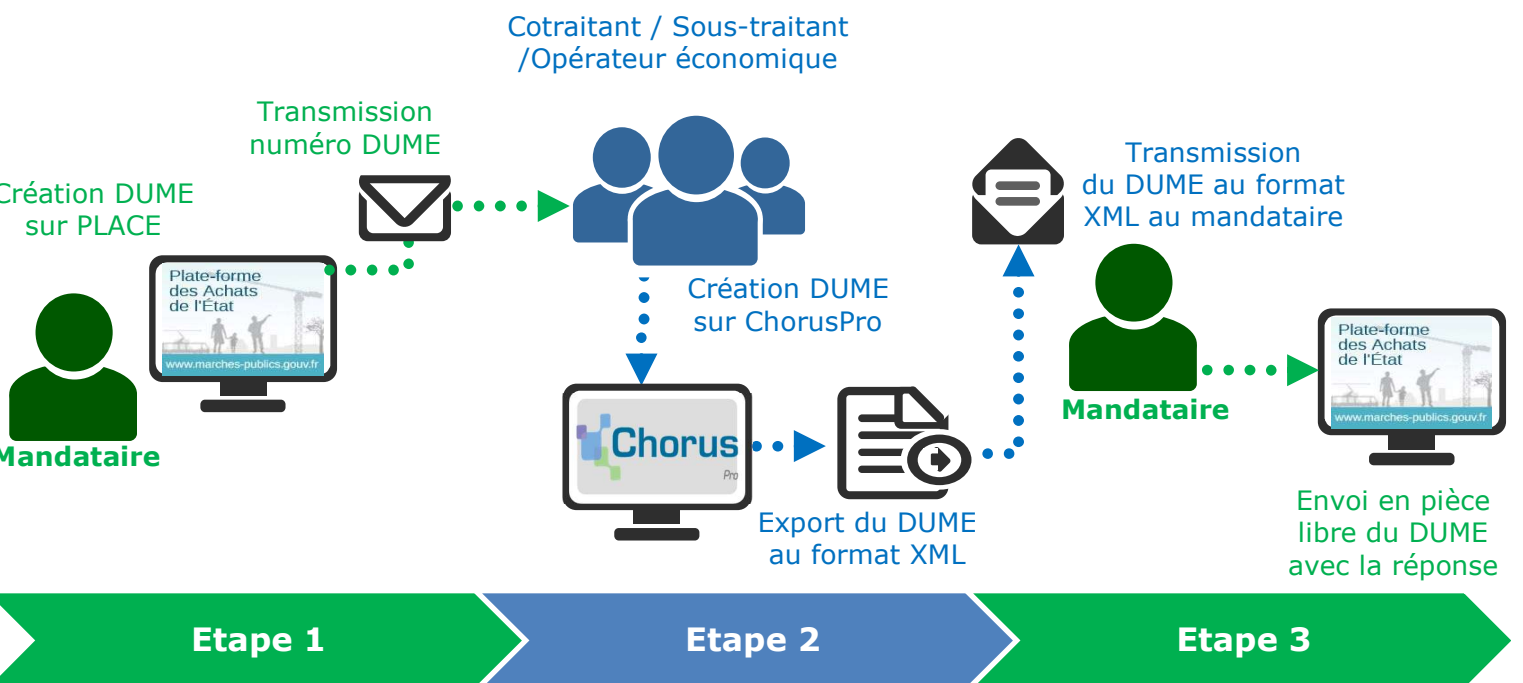 Cotraitant / Sous-traitant
/Opérateur économique
Transmission
numéro DUME
Création DUME
sur PLACE
Plate-forme
des Achats
de l'État
www.marches-publics.gouv.fr
Mandataire
Création DUME
sur ChorusPro
Chorus
Pro
Export du DUME
au format XML
Transmission
du DUME au format
XML au mandataire
Mandataire
Plate-forme
des Achats
de l'État
www.marches-publics.gouv.fr
Envoi en pièce
libre du DUME
avec la réponse
Etape 1
Etape 2
Etape 3